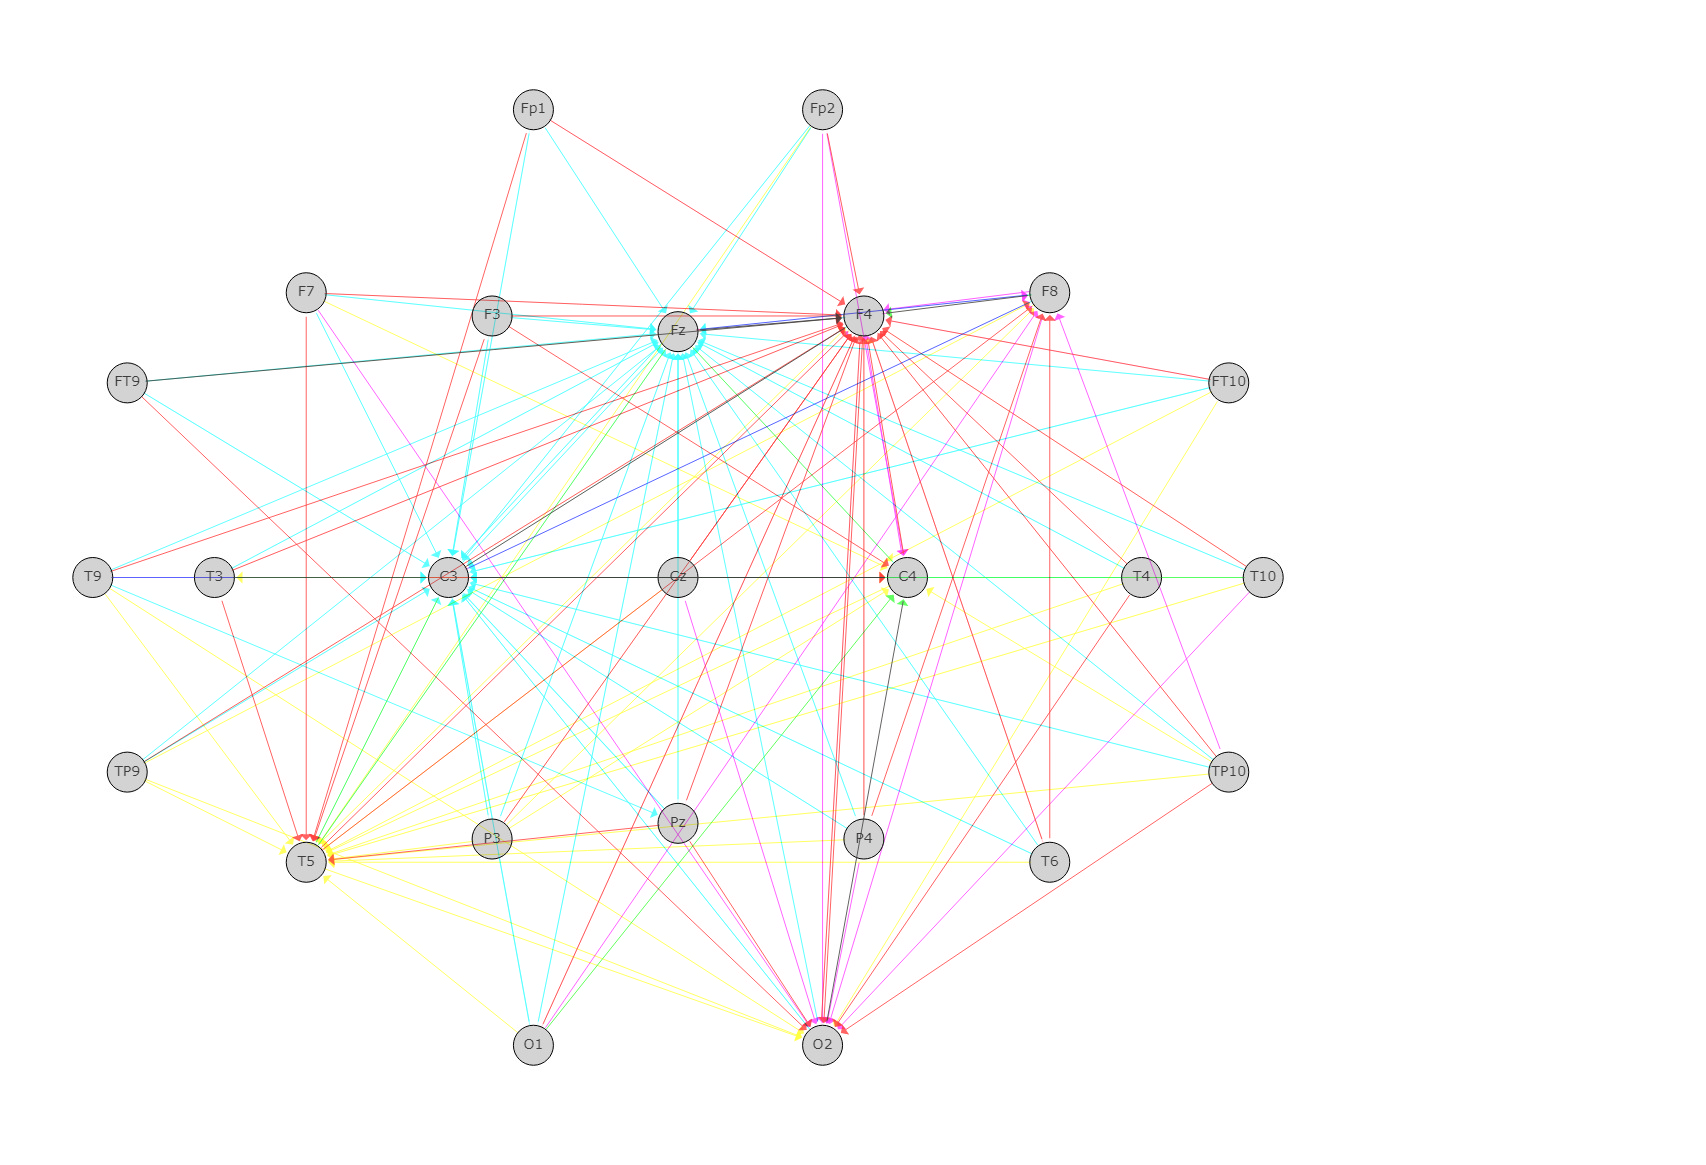 Fp1 Fp2
F7 F3 Fz F4 F8
FT9 FT10
T9 T3 C3 Cz C4 T4 T10
TP9 TP10
T5 P3 Pz P4 T6
O1 O2